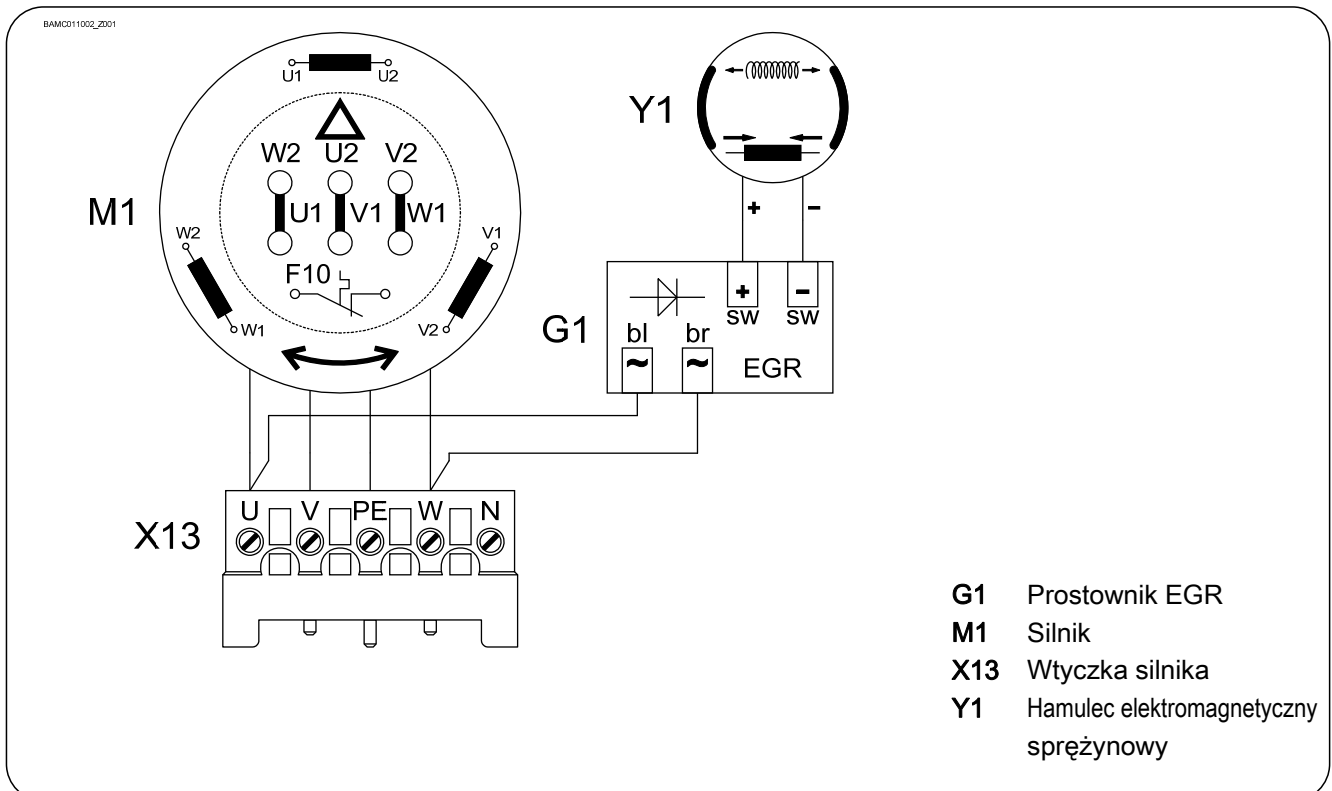 BAMC011002_Z001
U1 U2
Y1
W2 U2 V2
M1
U1 V1 W1
W2 V1
F10
W1 V2
+ -
G1
+ -
sw sw
bl br
~ ~ EGR
X13
U V PE W N
G1 Prostownik EGR
M1 Silnik
X13 Wtyczka silnika
Y1 Hamulec elektromagnetyczny
sprężynowy